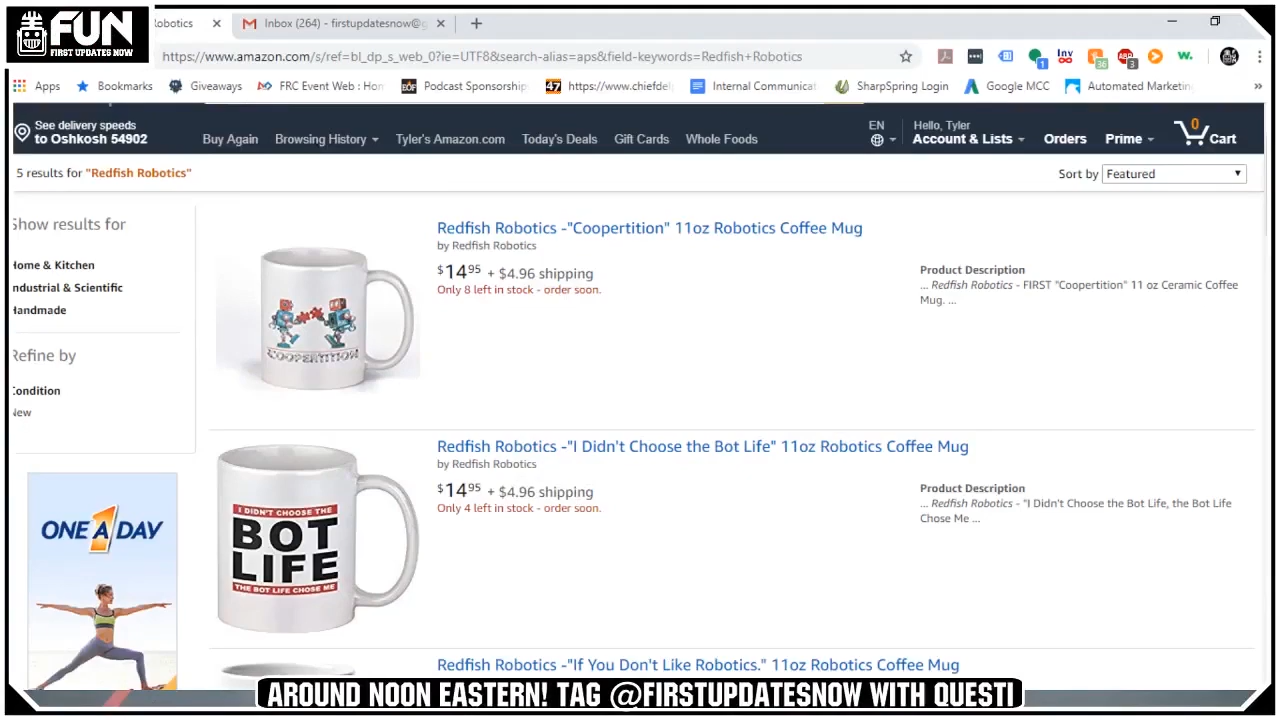 FUN
FIRST UPDATES NOW
obotics
Inbox (264) - firstupdatesnow@g
https://www.amazon.com/s/ref=bl_dp_s_web_0?ie=UTF8&search-alias=aps&field-keywords=Redfish+Robotics
1
Inv
36
ABP
3
w.
Apps
Bookmarks
Giveaways
FRC Event Web : Hom
EOF
Podcast Sponsorship
47
https://www.chiefdel
Internal Communicat
SharpSpring Login
Google MCC
Automated Marketin
»
See delivery speeds
to Oshkosh 54902
Buy Again
Browsing History
Tyler's Amazon.com
Today's Deals
Gift Cards
Whole Foods
EN
Hello, Tyler
Account & Lists
Orders
Prime
0
Cart
5 results for "Redfish Robotics"
Sort by
Featured
Show results for
Home & Kitchen
Industrial & Scientific
Handmade
Refine by
Condition
New
ONE A DAY
1
Redfish Robotics -"Coopertition" 11oz Robotics Coffee Mug
by Redfish Robotics
$14 95 + $4.96 shipping
Only 8 left in stock - order soon.
Product Description
... Redfish Robotics - FIRST "Coopertition" 11 oz Ceramic Coffee
Mug. ...
COOPERTITION
Redfish Robotics -"I Didn't Choose the Bot Life" 11oz Robotics Coffee Mug
by Redfish Robotics
$14 95 + $4.96 shipping
Only 4 left in stock - order soon.
Product Description
... Redfish Robotics - "I Didn't Choose the Bot Life, the Bot Life
Chose Me ...
I DIDN'T CHOOSE THE
BOT
LIFE
THE BOT LIFE CHOSE ME
Redfish Robotics -"If You Don't Like Robotics." 11oz Robotics Coffee Mug
AROUND NOON EASTERN! TAG @FIRSTUPDATESNOW WITH QUESTI